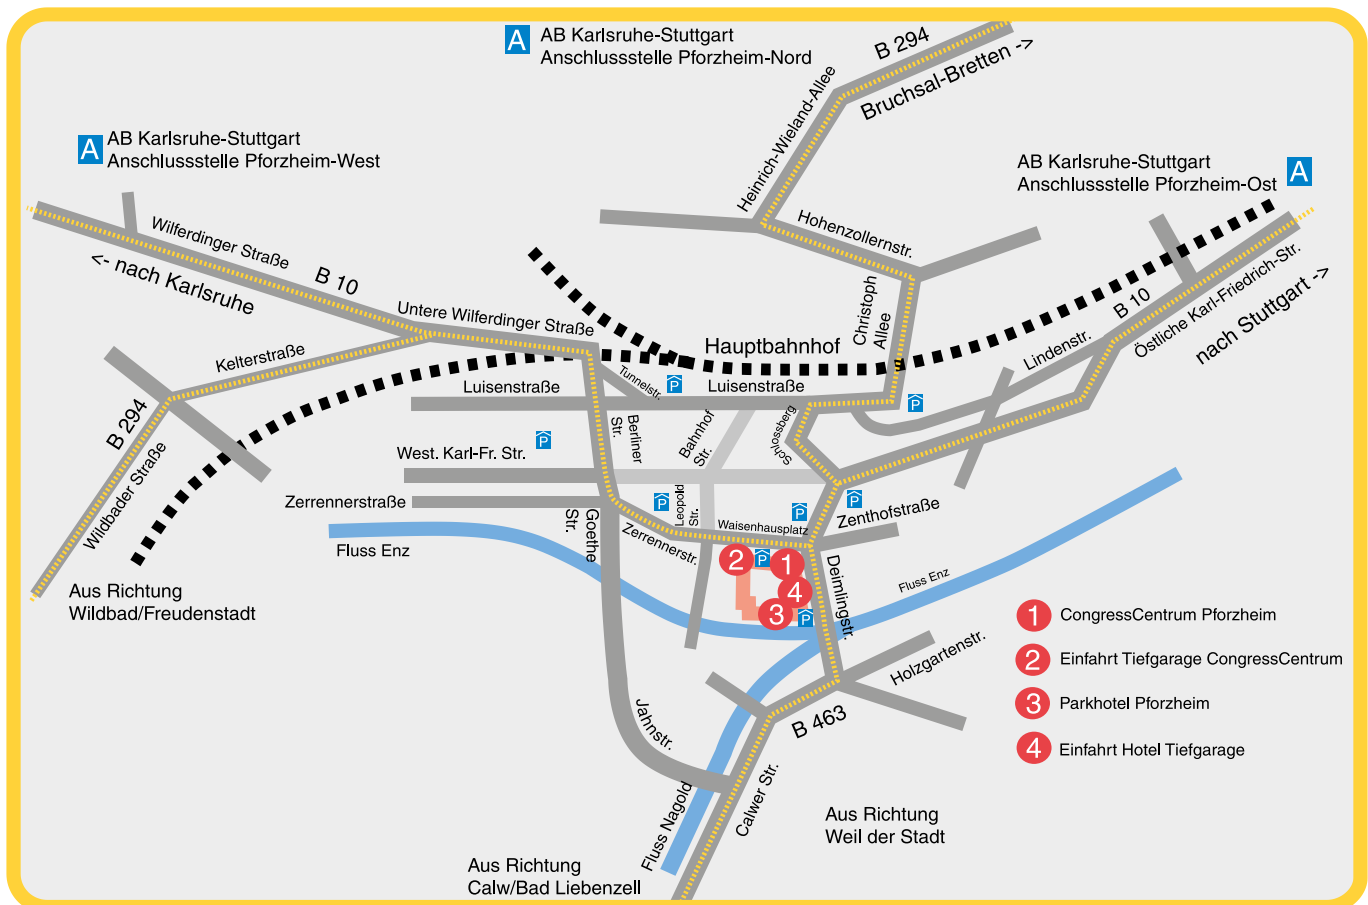 A
AB Karlsruhe-Stuttgart
Anschlussstelle Pforzheim-Nord
B 294
Bruchsal-Bretten ->
Heinrich-Wieland-Allee
A
AB Karlsruhe-Stuttgart
Anschlussstelle Pforzheim-West
AB Karlsruhe-Stuttgart
Anschlussstelle Pforzheim-Ost
A
Wilferdinger Straße
<- nach Karlsruhe
B 10
Hohenzollernstr.
Christoph
Allee
B 10
Östliche Karl-Friedrich-Str.
nach Stuttgart ->
Untere Wilferdinger Straße
Kelterstraße
Hauptbahnhof
Lindenstr.
Tunnelstr.
P
Luisenstraße
Luisenstraße
P
B 294
Wildbader Straße
Berliner
Str.
Bahnhof
Str.
Schlossberg
P
West. Karl-Fr. Str.
Zerrennerstraße
Goethe
Str.
P
Leopold
Str.
Zerrennerstr.
Waisenhausplatz
P
P
Zenthofstraße
Fluss Enz
2
P
1
4
3
P
Deimlingstr.
Fluss Enz
Aus Richtung
Wildbad/Freudenstadt
Holzgartenstr.
B 463
Jahnstr.
Calwer Str.
Fluss Nagold
1 CongressCentrum Pforzheim
2 Einfahrt Tiefgarage CongressCentrum
3 Parkhotel Pforzheim
4 Einfahrt Hotel Tiefgarage
Aus Richtung
Weil der Stadt
Aus Richtung
Calw/Bad Liebenzell